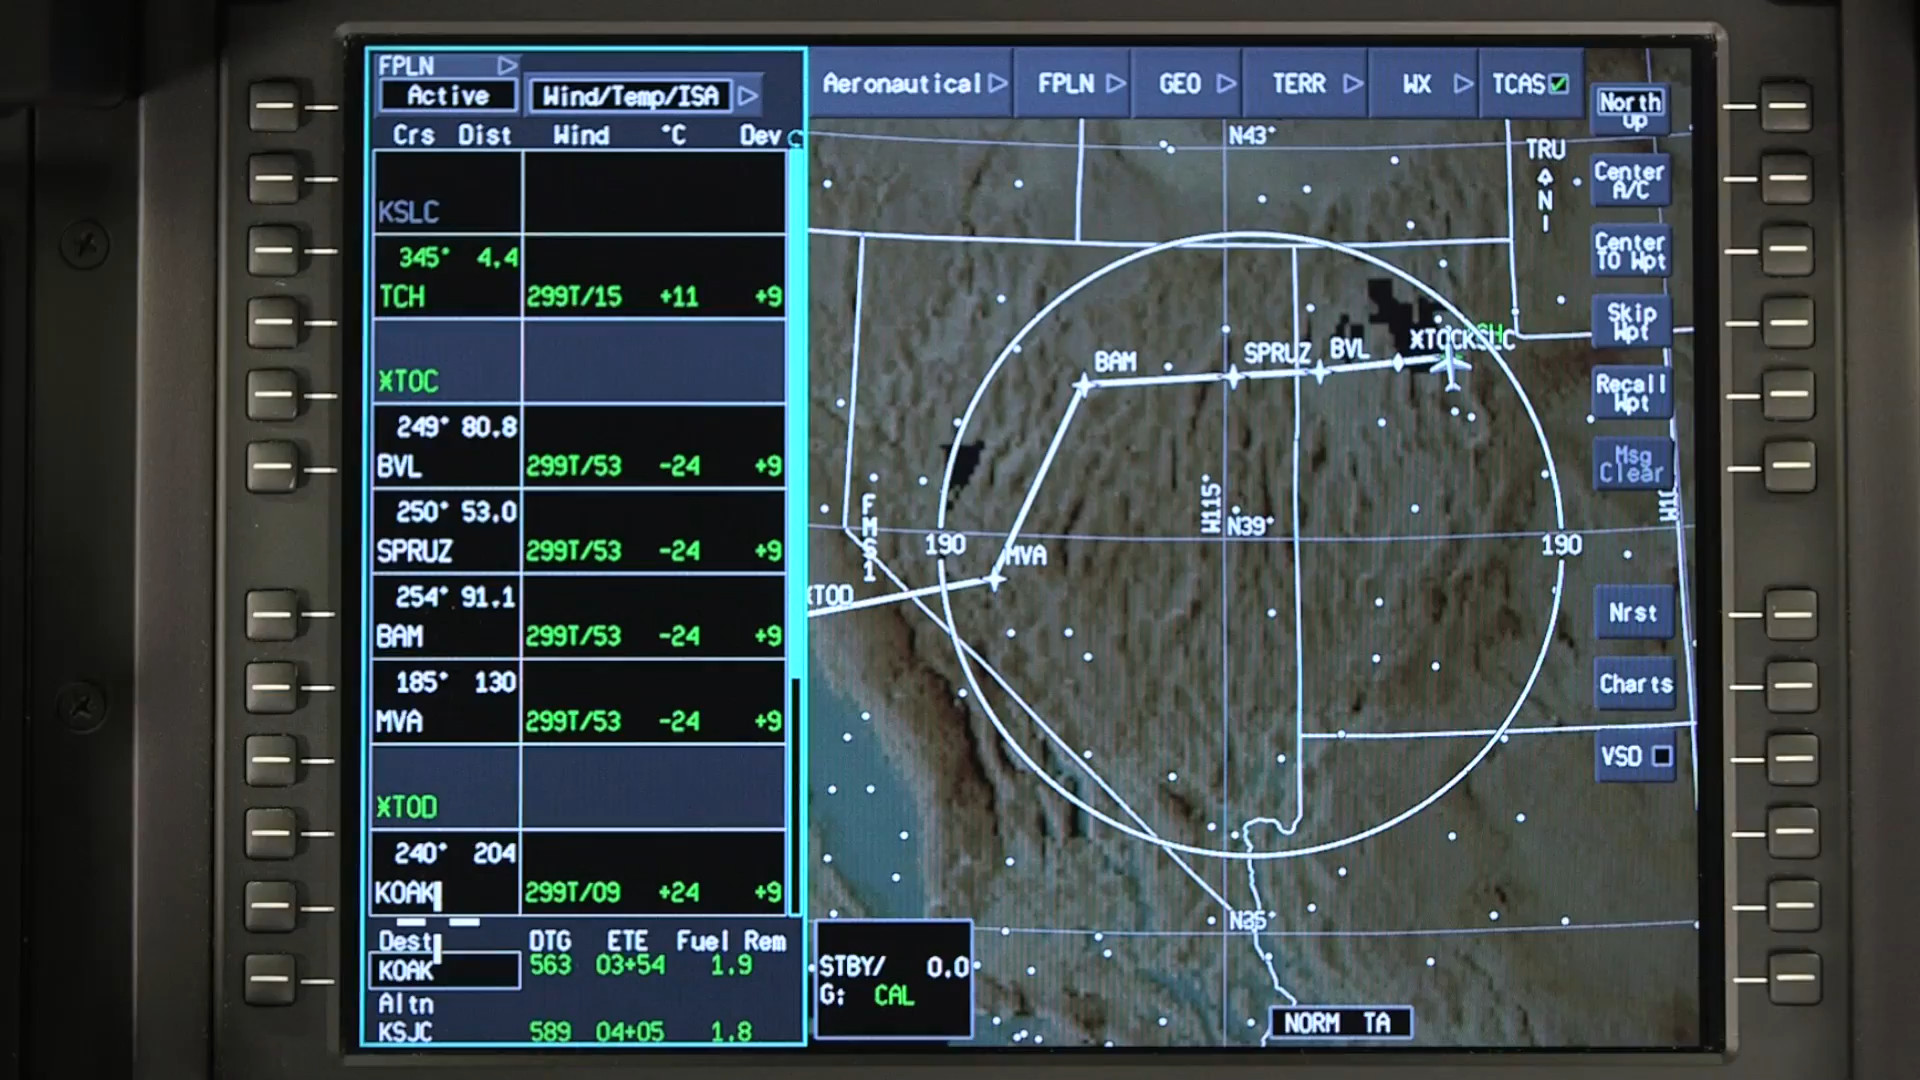 FPLN
Active
Wind/Temp/ISA
Crs Dist Wind °C Dev
KSLC
345° 4.4
TCH 299T/15 +11 +9
XTOC
249° 80.8
BVL 299T/53 -24 +9
250° 53.0
SPRUZ 299T/53 -24 +9
254° 91.1
BAM 299T/53 -24 +9
185° 130
MVA 299T/53 -24 +9
XTOD
240° 204
KOAK 299T/09 +24 +9
Dest DTG ETE Fuel Rem
KOAK 563 03+54 1.9
Altn
KSJC 589 04+05 1.8
Aeronautical FPLN GEO TERR WX TCAS
North
Up
Center
A/C
Center
TO Wpt
Skip
Wpt
Recall
Wpt
Msg
Clear
Nrst
Charts
VSD
TRU
N
N43°
XTOC KSLC
BVL
SPRUZ
BAM
FMS1
W115°
N39°
190
190
MVA
XTOD
N35°
STBY/ 0.0
G: CAL
NORM TA